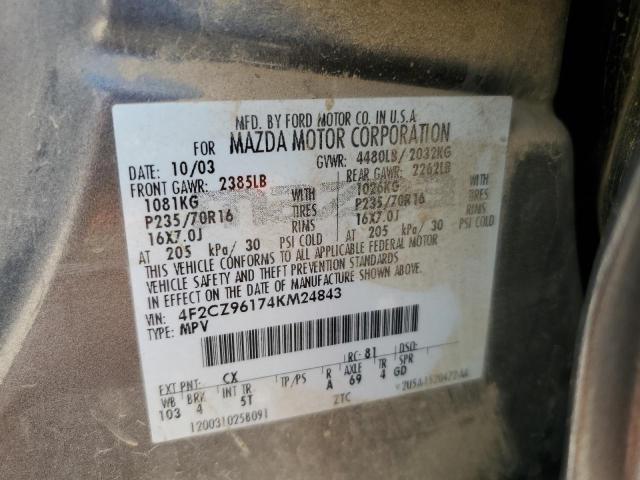 MFD. BY FORD MOTOR CO. IN U.S.A.
FOR MAZDA MOTOR CORPORATION
DATE: 10/03 GVWR: 4480LB/ 2032KG
FRONT GAWR: 2385LB REAR GAWR: 2262LB
1081KG WITH 1026KG WITH
P235/70R16 TIRES P235/70R16 TIRES
16X7.0J RIMS 16X7.0J RIMS
AT 205 kPa/ 30 PSI COLD AT 205 kPa/ 30 PSI COLD
THIS VEHICLE CONFORMS TO ALL APPLICABLE FEDERAL MOTOR
VEHICLE SAFETY AND THEFT PREVENTION STANDARDS
IN EFFECT ON THE DATE OF MANUFACTURE SHOWN ABOVE.
VIN: 4F2CZ96174KM24843
TYPE: MPV
RC: 81 DSO:
EXT PNT: CX
WB BRK INT TR TP/PS R AXLE TR SPR
103 4 5T A 69 4 GD
ZTC
120031025B091